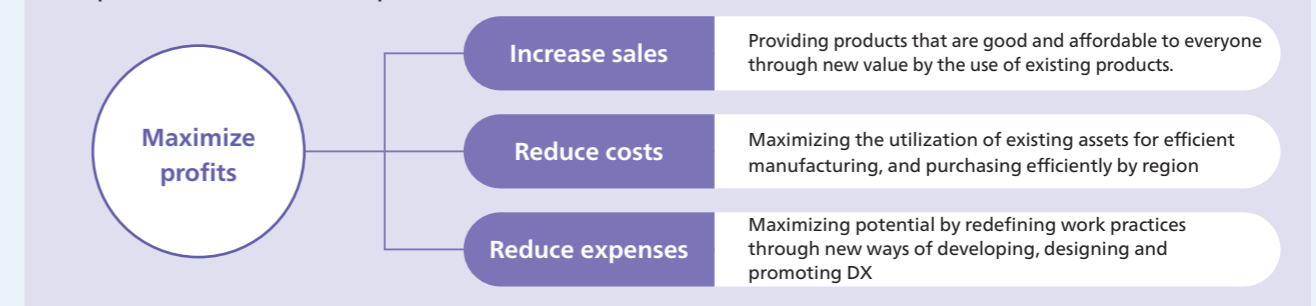 Maximize
profits
Increase sales
Providing products that are good and affordable to everyone
through new value by the use of existing products.
Reduce costs
Maximizing the utilization of existing assets for efficient
manufacturing, and purchasing efficiently by region
Reduce expenses
Maximizing potential by redefining work practices
through new ways of developing, designing and
promoting DX